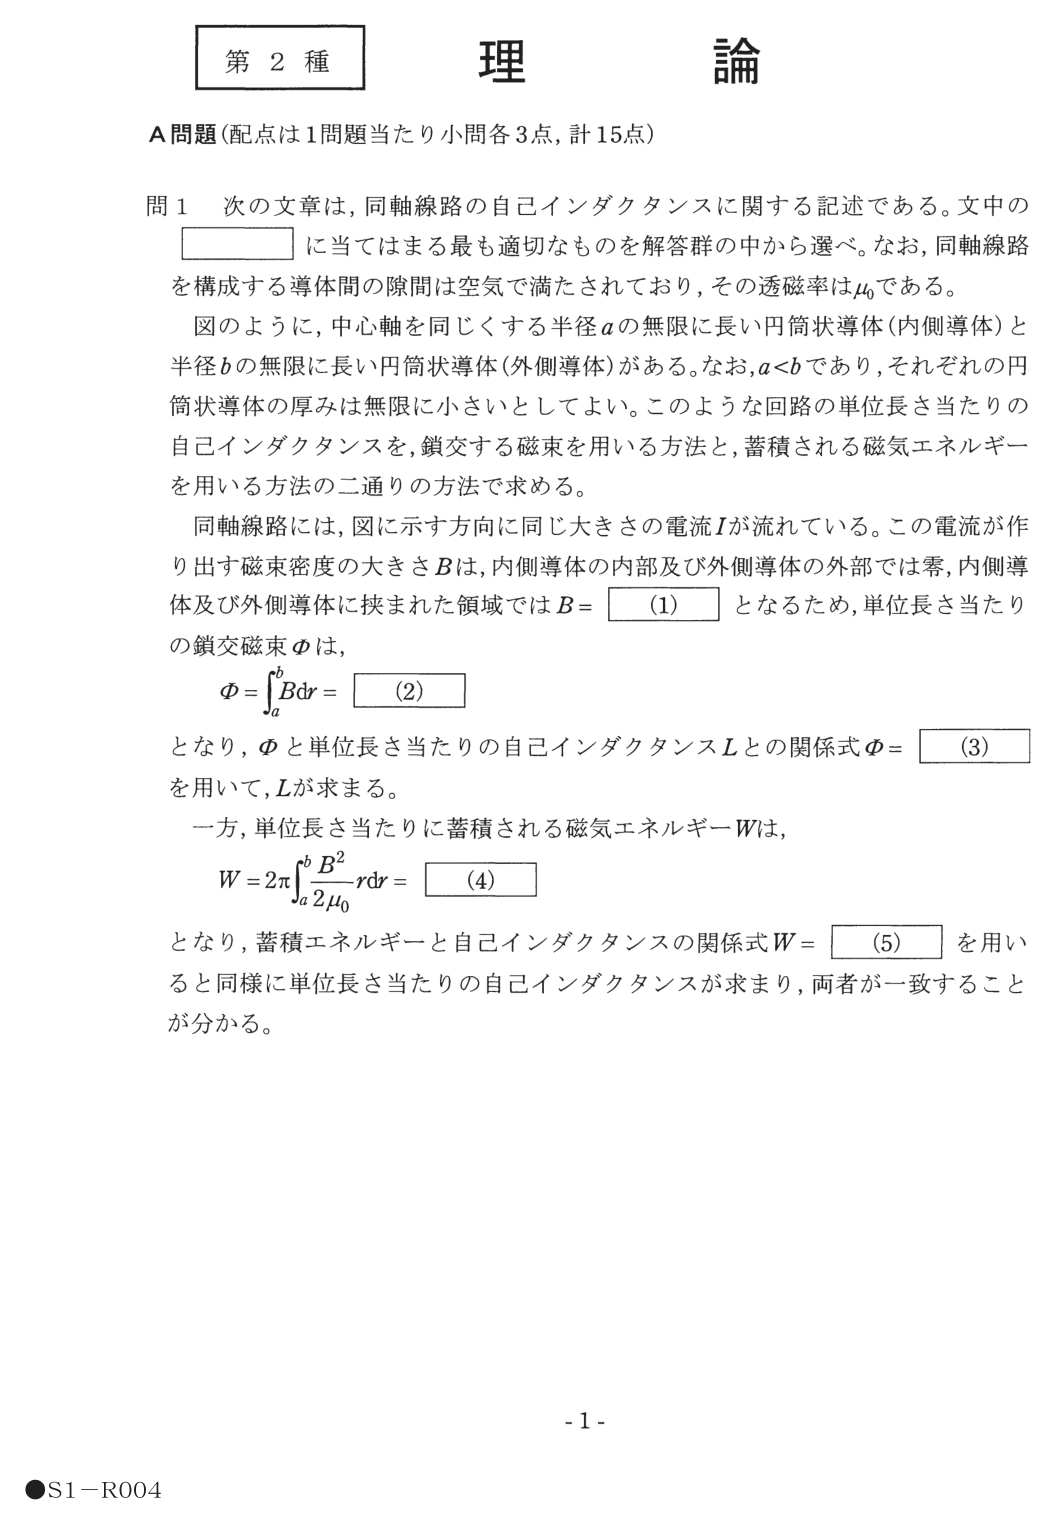 第 2 種
理 論
A問題(配点は1問題当たり小問各3点，計15点)
問1 次の文章は，同軸線路の自己インダクタンスに関する記述である。文中の
に当てはまる最も適切なものを解答群の中から選べ。なお，同軸線路
を構成する導体間の隙間は空気で満たされており，その透磁率はμ₀である。
図のように，中心軸を同じくする半径aの無限に長い円筒状導体(内側導体)と
半径bの無限に長い円筒状導体(外側導体)がある。なお，a<bであり，それぞれの円
筒状導体の厚みは無限に小さいとしてよい。このような回路の単位長さ当たりの
自己インダクタンスを，鎖交する磁束を用いる方法と，蓄積される磁気エネルギー
を用いる方法の二通りの方法で求める。
同軸線路には，図に示す方向に同じ大きさの電流Iが流れている。この電流が作
り出す磁束密度の大きさBは，内側導体の内部及び外側導体の外部では零，内側導
体及び外側導体に挟まれた領域ではB= (1) となるため，単位長さ当たり
の鎖交磁束Φは，
Φ=∫_a^b Bdr= (2)
となり，Φと単位長さ当たりの自己インダクタンスLとの関係式Φ= (3)
を用いて，Lが求まる。
一方，単位長さ当たりに蓄積される磁気エネルギーWは，
W=2π∫_a^b B²/2μ₀ rdr= (4)
となり，蓄積エネルギーと自己インダクタンスの関係式W= (5) を用い
ると同様に単位長さ当たりの自己インダクタンスが求まり，両者が一致すること
が分かる。
- 1 -
●S1－R004